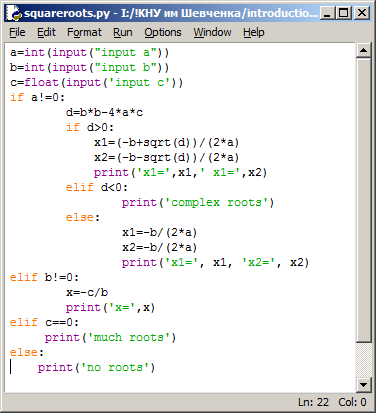 squareroots.py - I:/!КНУ им Шевченка/introductio...
File Edit Format Run Options Window Help
a=int(input("input a"))
b=int(input("input b"))
c=float(input('input c'))
if a!=0:
        d=b*b-4*a*c
        if d>0:
            x1=(-b+sqrt(d))/(2*a)
            x2=(-b-sqrt(d))/(2*a)
            print('x1=',x1,' x1=',x2)
        elif d<0:
                print('complex roots')
        else:
                x1=-b/(2*a)
                x2=-b/(2*a)
                print('x1=', x1, 'x2=', x2)
elif b!=0:
        x=-c/b
        print('x=',x)
elif c==0:
     print('much roots')
else:
    print('no roots')
Ln: 22 Col: 0